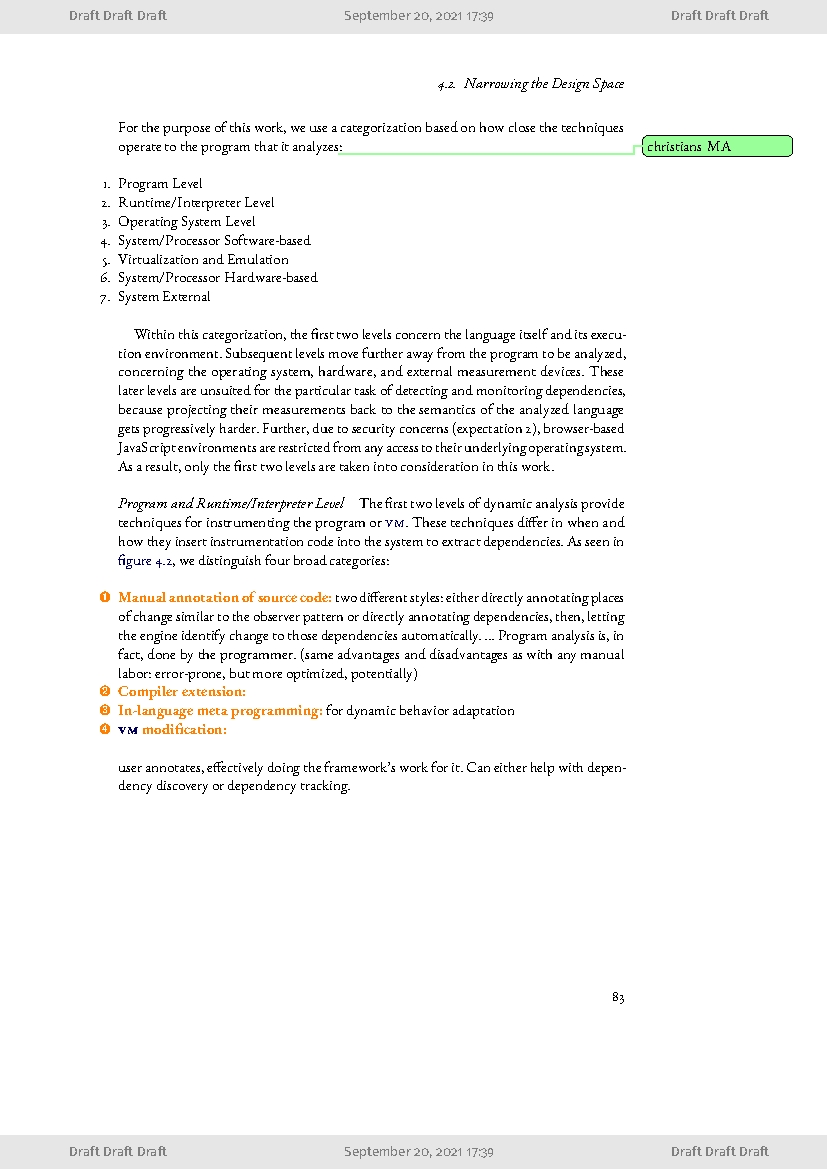 Draft Draft Draft September 20, 2021 17:39 Draft Draft Draft
4.2. Narrowing the Design Space
For the purpose of this work, we use a categorization based on how close the techniques
operate to the program that it analyzes:
christians MA
1. Program Level
2. Runtime/Interpreter Level
3. Operating System Level
4. System/Processor Software-based
5. Virtualization and Emulation
6. System/Processor Hardware-based
7. System External
Within this categorization, the first two levels concern the language itself and its execu-
tion environment. Subsequent levels move further away from the program to be analyzed,
concerning the operating system, hardware, and external measurement devices. These
later levels are unsuited for the particular task of detecting and monitoring dependencies,
because projecting their measurements back to the semantics of the analyzed language
gets progressively harder. Further, due to security concerns (expectation 2), browser-based
JavaScript environments are restricted from any access to their underlying operating system.
As a result, only the first two levels are taken into consideration in this work.
Program and Runtime/Interpreter Level The first two levels of dynamic analysis provide
techniques for instrumenting the program or VM. These techniques differ in when and
how they insert instrumentation code into the system to extract dependencies. As seen in
figure 4.2, we distinguish four broad categories:
❶ Manual annotation of source code: two different styles: either directly annotating places
of change similar to the observer pattern or directly annotating dependencies, then, letting
the engine identify change to those dependencies automatically. ... Program analysis is, in
fact, done by the programmer. (same advantages and disadvantages as with any manual
labor: error-prone, but more optimized, potentially)
❷ Compiler extension:
❸ In-language meta programming: for dynamic behavior adaptation
❹ VM modification:
user annotates, effectively doing the framework's work for it. Can either help with depen-
dency discovery or dependency tracking.
83
Draft Draft Draft September 20, 2021 17:39 Draft Draft Draft